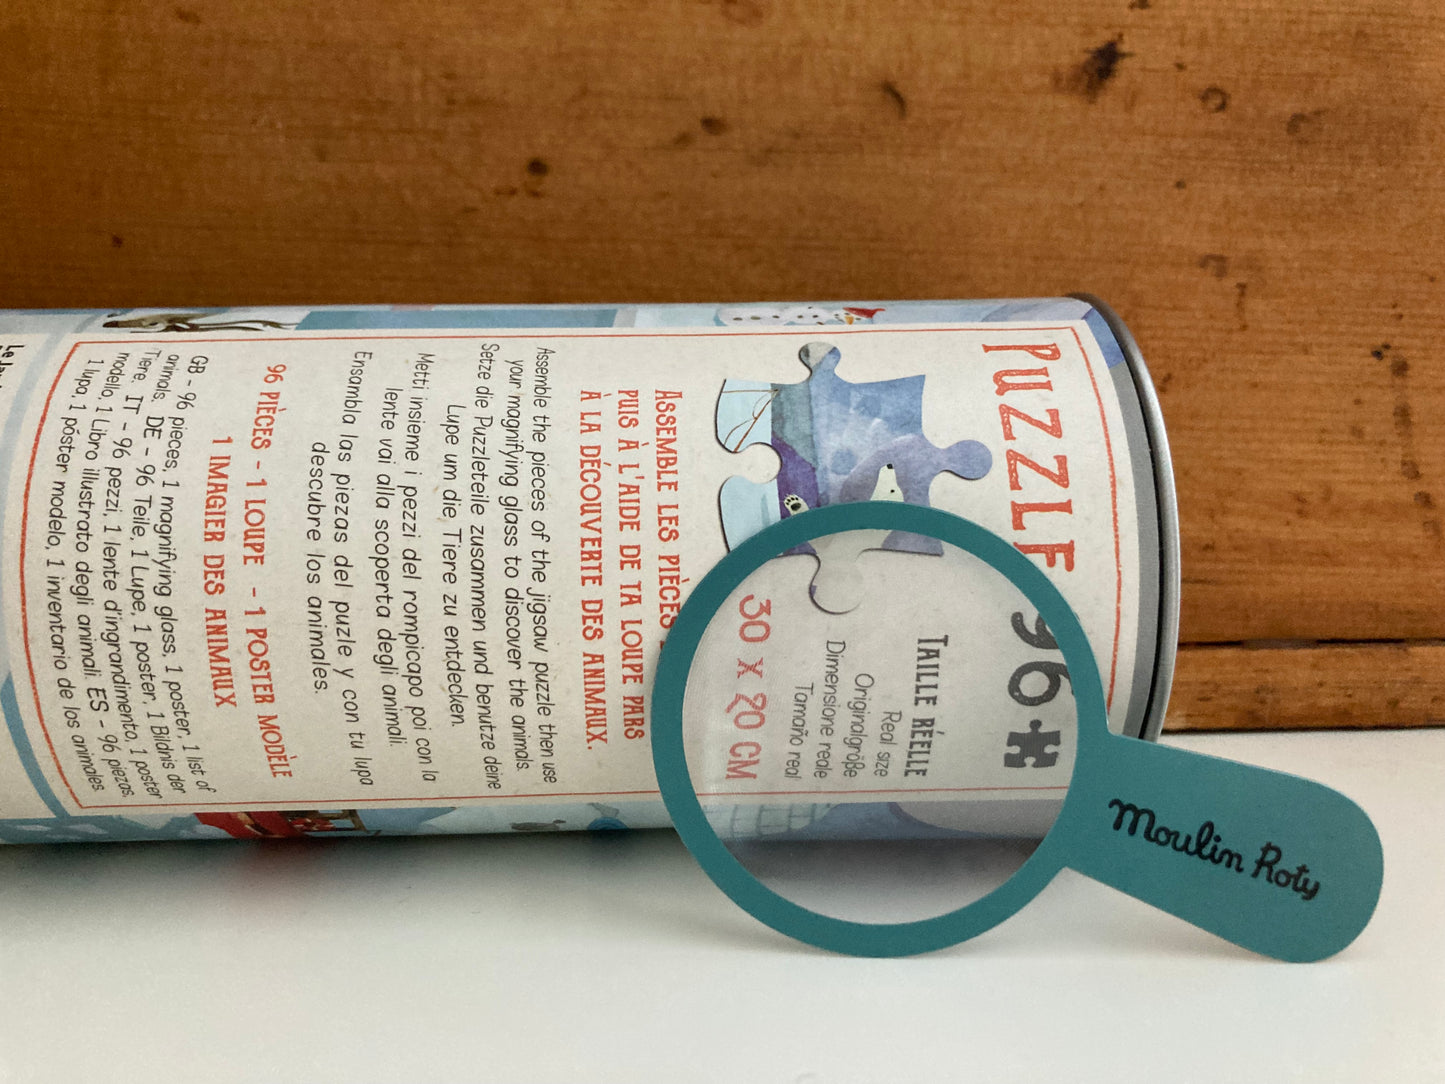 PUZZLE
96
TAILLE RÉELLE
Real size
Originalgröße
Dimensione reale
Tamaño real
30 x 20 CM
ASSEMBLE LES PIÈCES
PUIS À L'AIDE DE TA LOUPE PARS
À LA DÉCOUVERTE DES ANIMAUX.
Assemble the pieces of the jigsaw puzzle then use
your magnifying glass to discover the animals.
Setze die Puzzleteile zusammen und benutze deine
Lupe um die Tiere zu entdecken.
Metti insieme i pezzi del rompicapo poi con la
lente vai alla scoperta degli animali.
Ensambla las piezas del puzle y con tu lupa
descubre los animales.
96 PIÈCES - 1 LOUPE - 1 POSTER MODÈLE
1 IMAGIER DES ANIMAUX
GB - 96 pieces, 1 magnifying glass, 1 poster, 1 list of
animals. DE - 96 Teile, 1 Lupe, 1 poster, 1 Bildnis der
Tiere. IT - 96 pezzi, 1 lente d'ingrandimento, 1 poster
modello, 1 Libro illustrato degli animali. ES - 96 piezas,
1 lupa, 1 póster modelo, 1 inventario de los animales
Moulin Roty